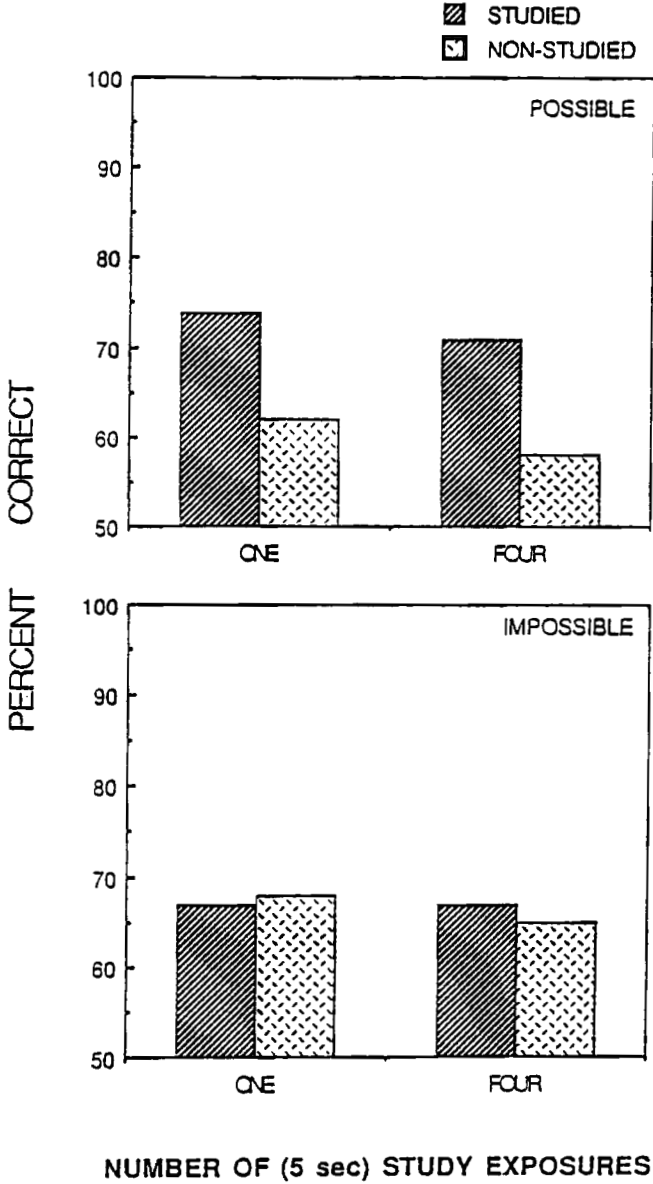 STUDIED
NON-STUDIED
PERCENT CORRECT
POSSIBLE
100
90
80
70
60
50
ONE FOUR
IMPOSSIBLE
100
90
80
70
60
50
ONE FOUR
NUMBER OF (5 sec) STUDY EXPOSURES